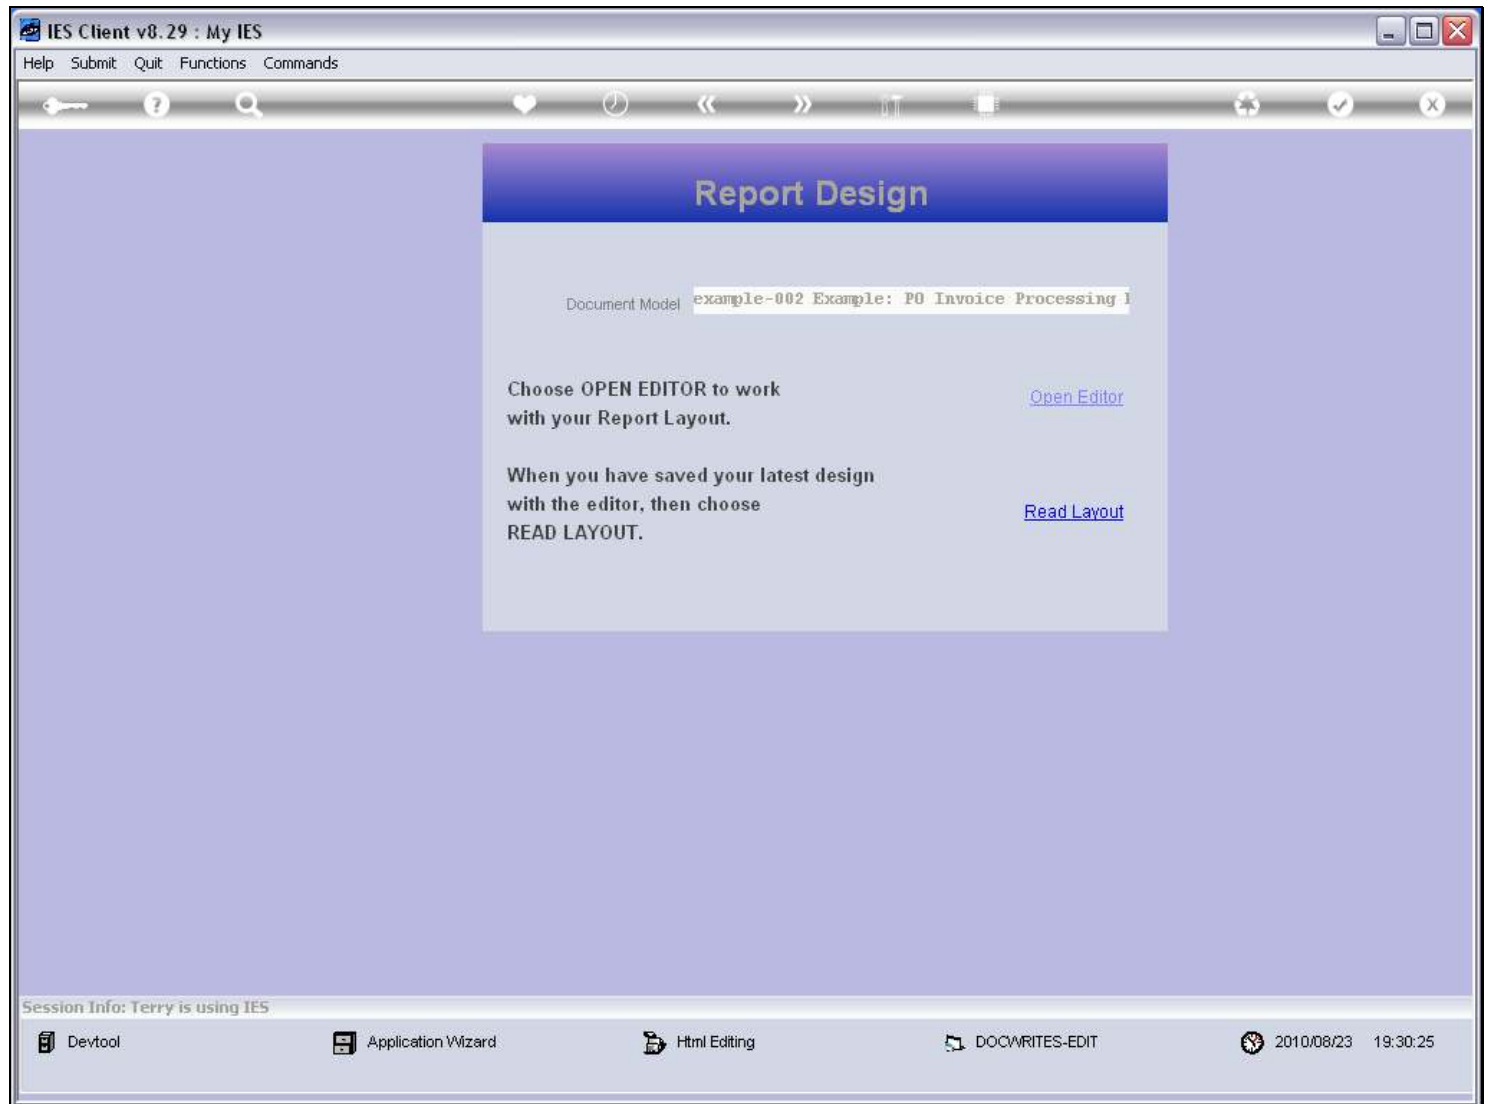 IES Client v8.29 : My IES
Help Submit Quit Functions Commands
Report Design
Document Model example-002 Example: PO Invoice Processing
Choose OPEN EDITOR to work
with your Report Layout.
Open Editor
When you have saved your latest design
with the editor, then choose
READ LAYOUT.
Read Layout
Session Info: Terry is using IES
Devtool Application Wizard Html Editing DOCWRITES-EDIT 2010/08/23 19:30:25